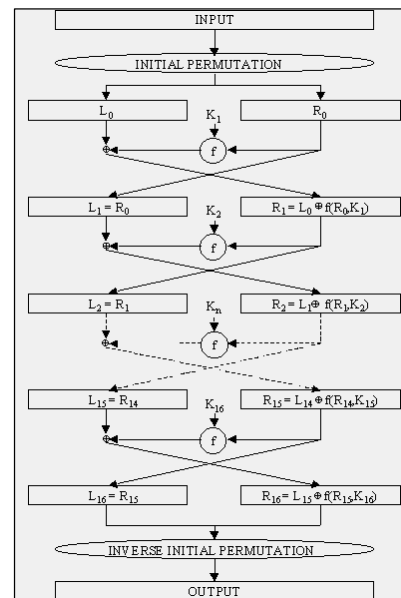 INPUT
INITIAL PERMUTATION
L₀ K₁ R₀
⊕ f
L₁ = R₀ K₂ R₁ = L₀ ⊕ f(R₀,K₁)
⊕ f
L₂ = R₁ Kₙ R₂ = L₁ ⊕ f(R₁,K₂)
⊕ f
L₁₅ = R₁₄ K₁₆ R₁₅ = L₁₄ ⊕ f(R₁₄,K₁₅)
⊕ f
L₁₆ = R₁₅ R₁₆ = L₁₅ ⊕ f(R₁₅,K₁₆)
INVERSE INITIAL PERMUTATION
OUTPUT